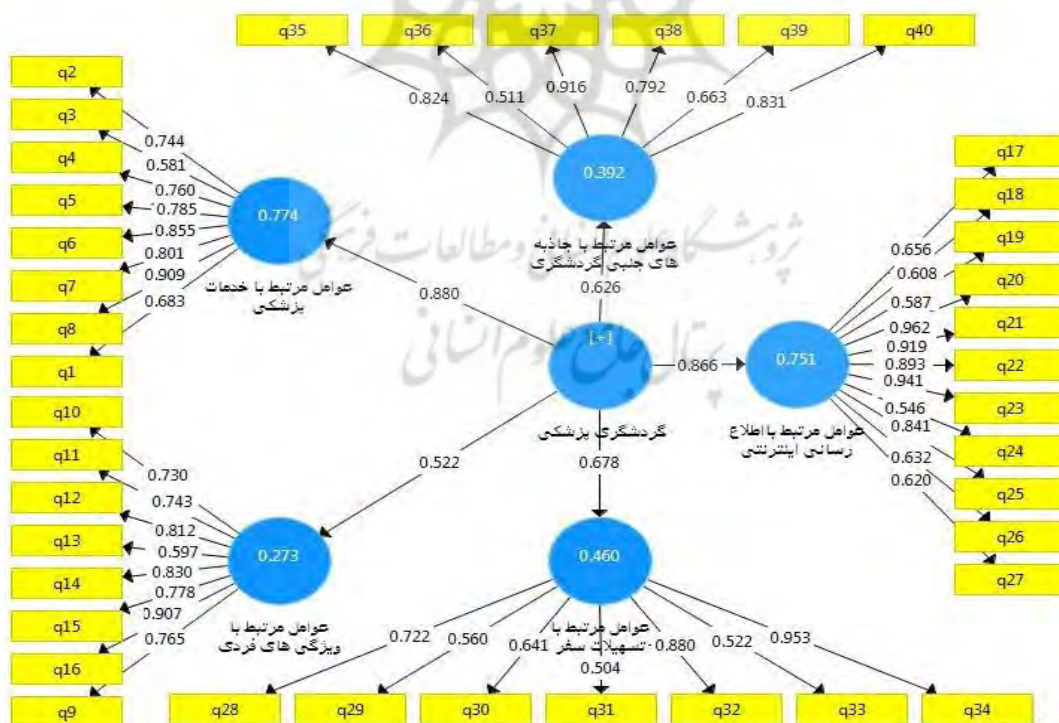 q35 q36 q37 q38 q39 q40
0.824 0.511 0.916 0.792 0.663 0.831
0.392
عوامل مرتبط با جاذبه
های جنبی گردشگری
0.626
q2
q3
q4
q5
q6
q7
q8
q1
0.744
0.581
0.760
0.785
0.855
0.801
0.909
0.683
0.774
عوامل مرتبط با خدمات
پزشکی
0.880
پژوهشگاه علوم انسانی و مطالعات فرهنگی
پرتال جامع علوم انسانی
[+]
گردشگری پزشکی
0.866
0.751
عوامل مرتبط با اطلاع
رسانی اینترنتی
q17
q18
q19
q20
q21
q22
q23
q24
q25
q26
q27
0.656
0.608
0.587
0.962
0.919
0.893
0.941
0.546
0.841
0.632
0.620
0.522
0.678
q10
q11
q12
q13
q14
q15
q16
q9
0.730
0.743
0.812
0.597
0.830
0.778
0.907
0.765
0.273
عوامل مرتبط با
ویژگی های فردی
0.460
عوامل مرتبط با
تسهیلات سفر
0.722 0.560 0.641 0.504 0.880 0.522 0.953
q28 q29 q30 q31 q32 q33 q34